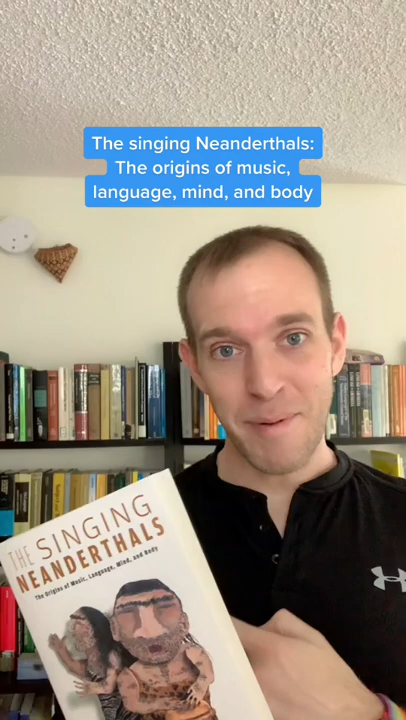 The singing Neanderthals:
The origins of music,
language, mind, and body
THE SINGING
NEANDERTHALS
The Origins of Music, Language, Mind, and Body